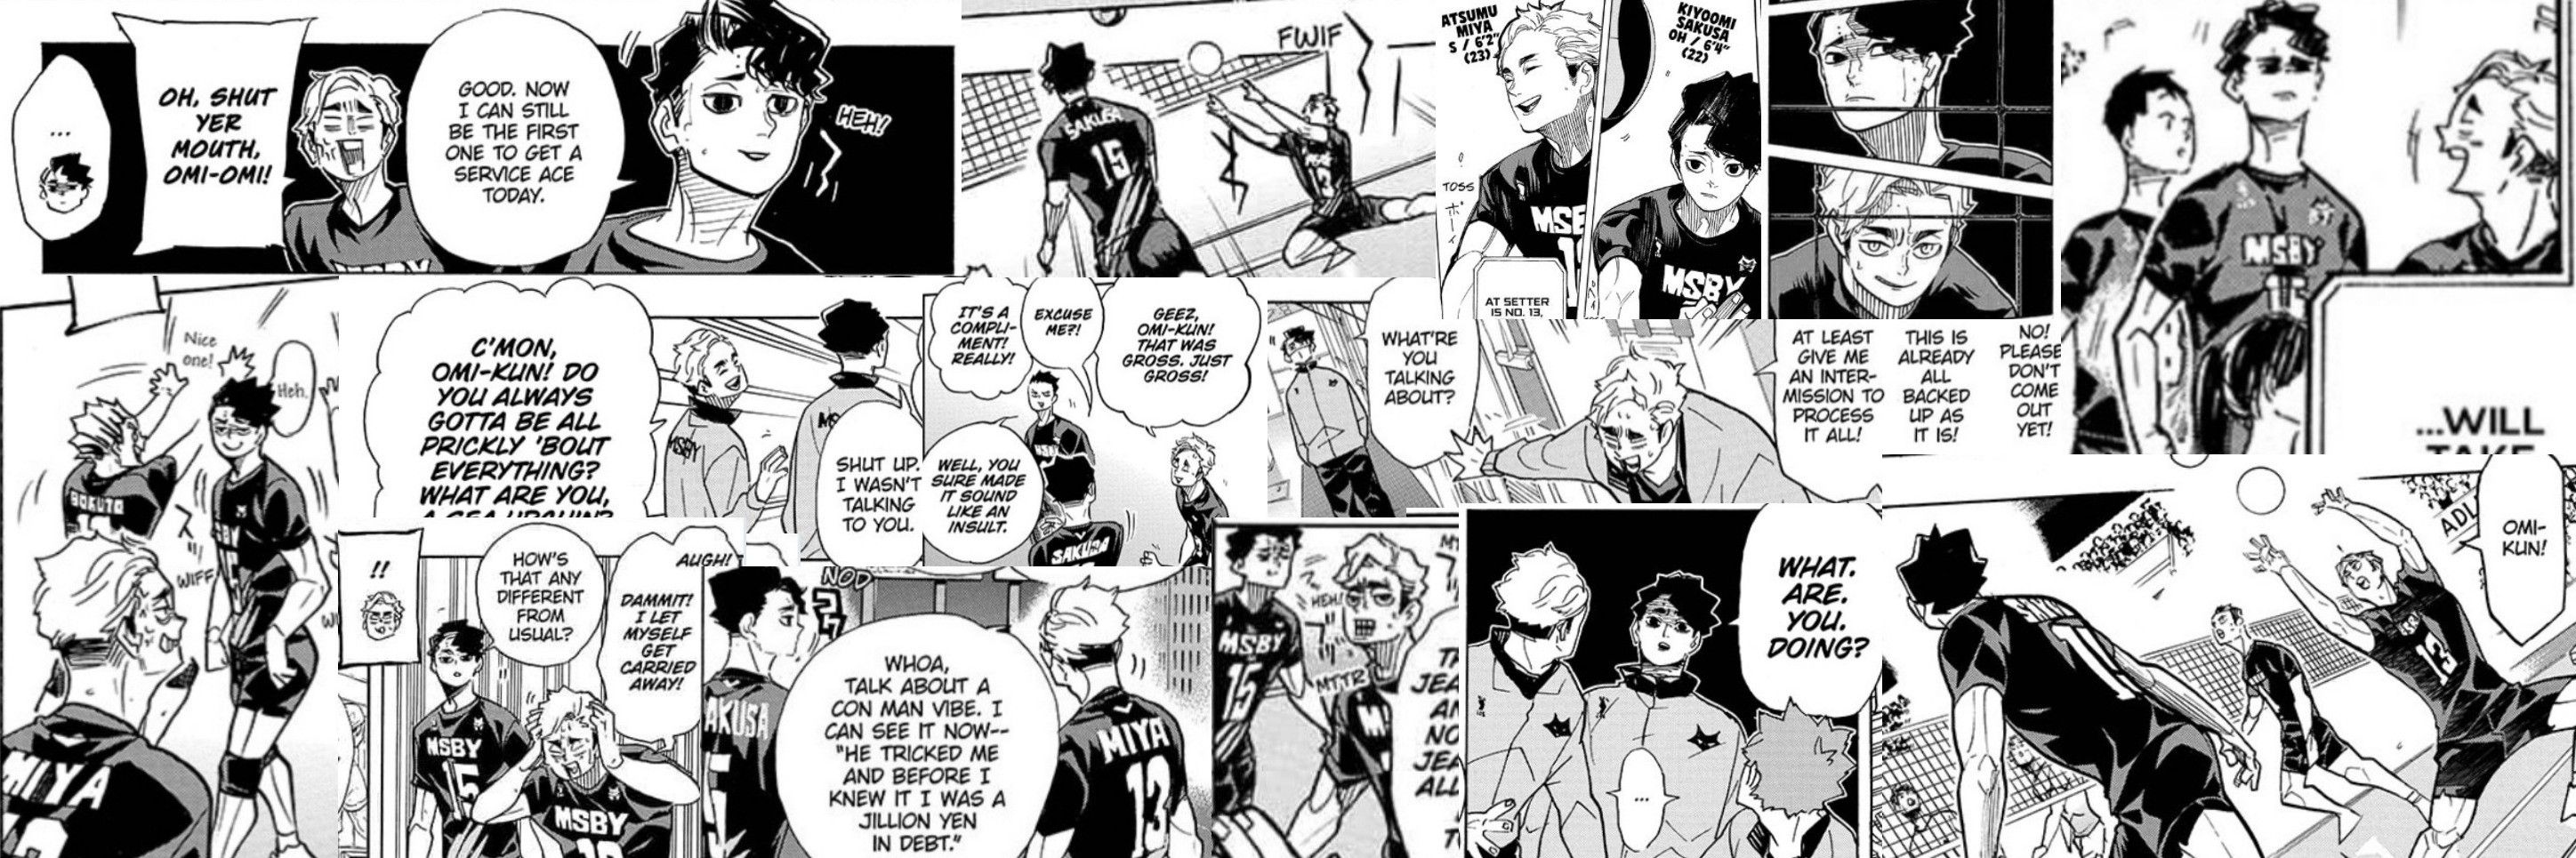 ...
OH, SHUT
YER
MOUTH,
OMI-OMI!
GOOD. NOW
I CAN STILL
BE THE FIRST
ONE TO GET A
SERVICE ACE
TODAY.
HEH!
FWIF
SAKUSA
15
ATSUMU
MIYA
S / 6'2"
(23)
TOSS
MSB
AT SETTER
IS NO. 13,
KIYOOMI
SAKUSA
OH / 6'4"
(22)
MSBY
MSBY
...WILL
Nice
one!
Heh.
BOKUTO
WIFF
MIYA
C'MON,
OMI-KUN! DO
YOU ALWAYS
GOTTA BE ALL
PRICKLY 'BOUT
EVERYTHING?
WHAT ARE YOU,
MSBY
SHUT UP.
I WASN'T
TALKING
TO YOU.
IT'S A
COMPLI-
MENT!
REALLY!
EXCUSE
ME?!
GEEZ,
OMI-KUN!
THAT WAS
GROSS. JUST
GROSS!
WELL, YOU
SURE MADE
IT SOUND
LIKE AN
INSULT.
SAKUSA
WHAT'RE
YOU
TALKING
ABOUT?
AT LEAST
GIVE ME
AN INTER-
MISSION TO
PROCESS
IT ALL!
THIS IS
ALREADY
ALL
BACKED
UP AS
IT IS!
NO!
PLEASE
DON'T
COME
OUT
YET!
!!
HOW'S
THAT ANY
DIFFERENT
FROM
USUAL?
AUGH!
DAMMIT!
I LET
MYSELF
GET
CARRIED
AWAY!
MSBY
15
MSBY
NOD
AKUSA
WHOA,
TALK ABOUT A
CON MAN VIBE. I
CAN SEE IT NOW--
"HE TRICKED ME
AND BEFORE I
KNEW IT I WAS A
JILLION YEN
IN DEBT."
MIYA
13
HEH!
MSBY
15
MTTR
WHAT.
ARE.
YOU.
DOING?
...
OMI-
KUN!
ADL
13